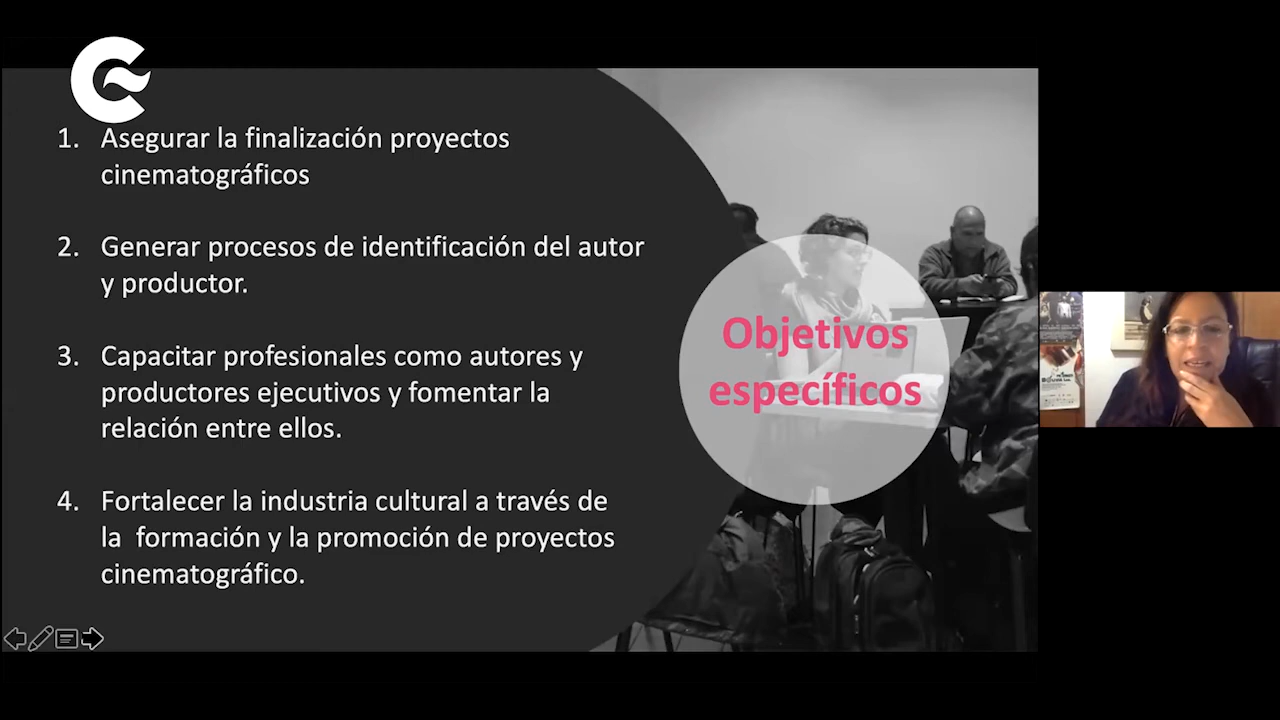 1. Asegurar la finalización proyectos
cinematográficos
2. Generar procesos de identificación del autor
y productor.
3. Capacitar profesionales como autores y
productores ejecutivos y fomentar la
relación entre ellos.
4. Fortalecer la industria cultural a través de
la  formación y la promoción de proyectos
cinematográfico.
Objetivos
específicos